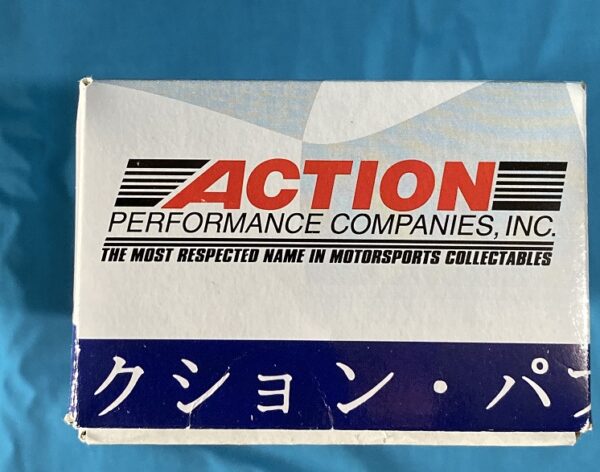 ACTION
PERFORMANCE COMPANIES, INC.
THE MOST RESPECTED NAME IN MOTORSPORTS COLLECTABLES
クション・パ